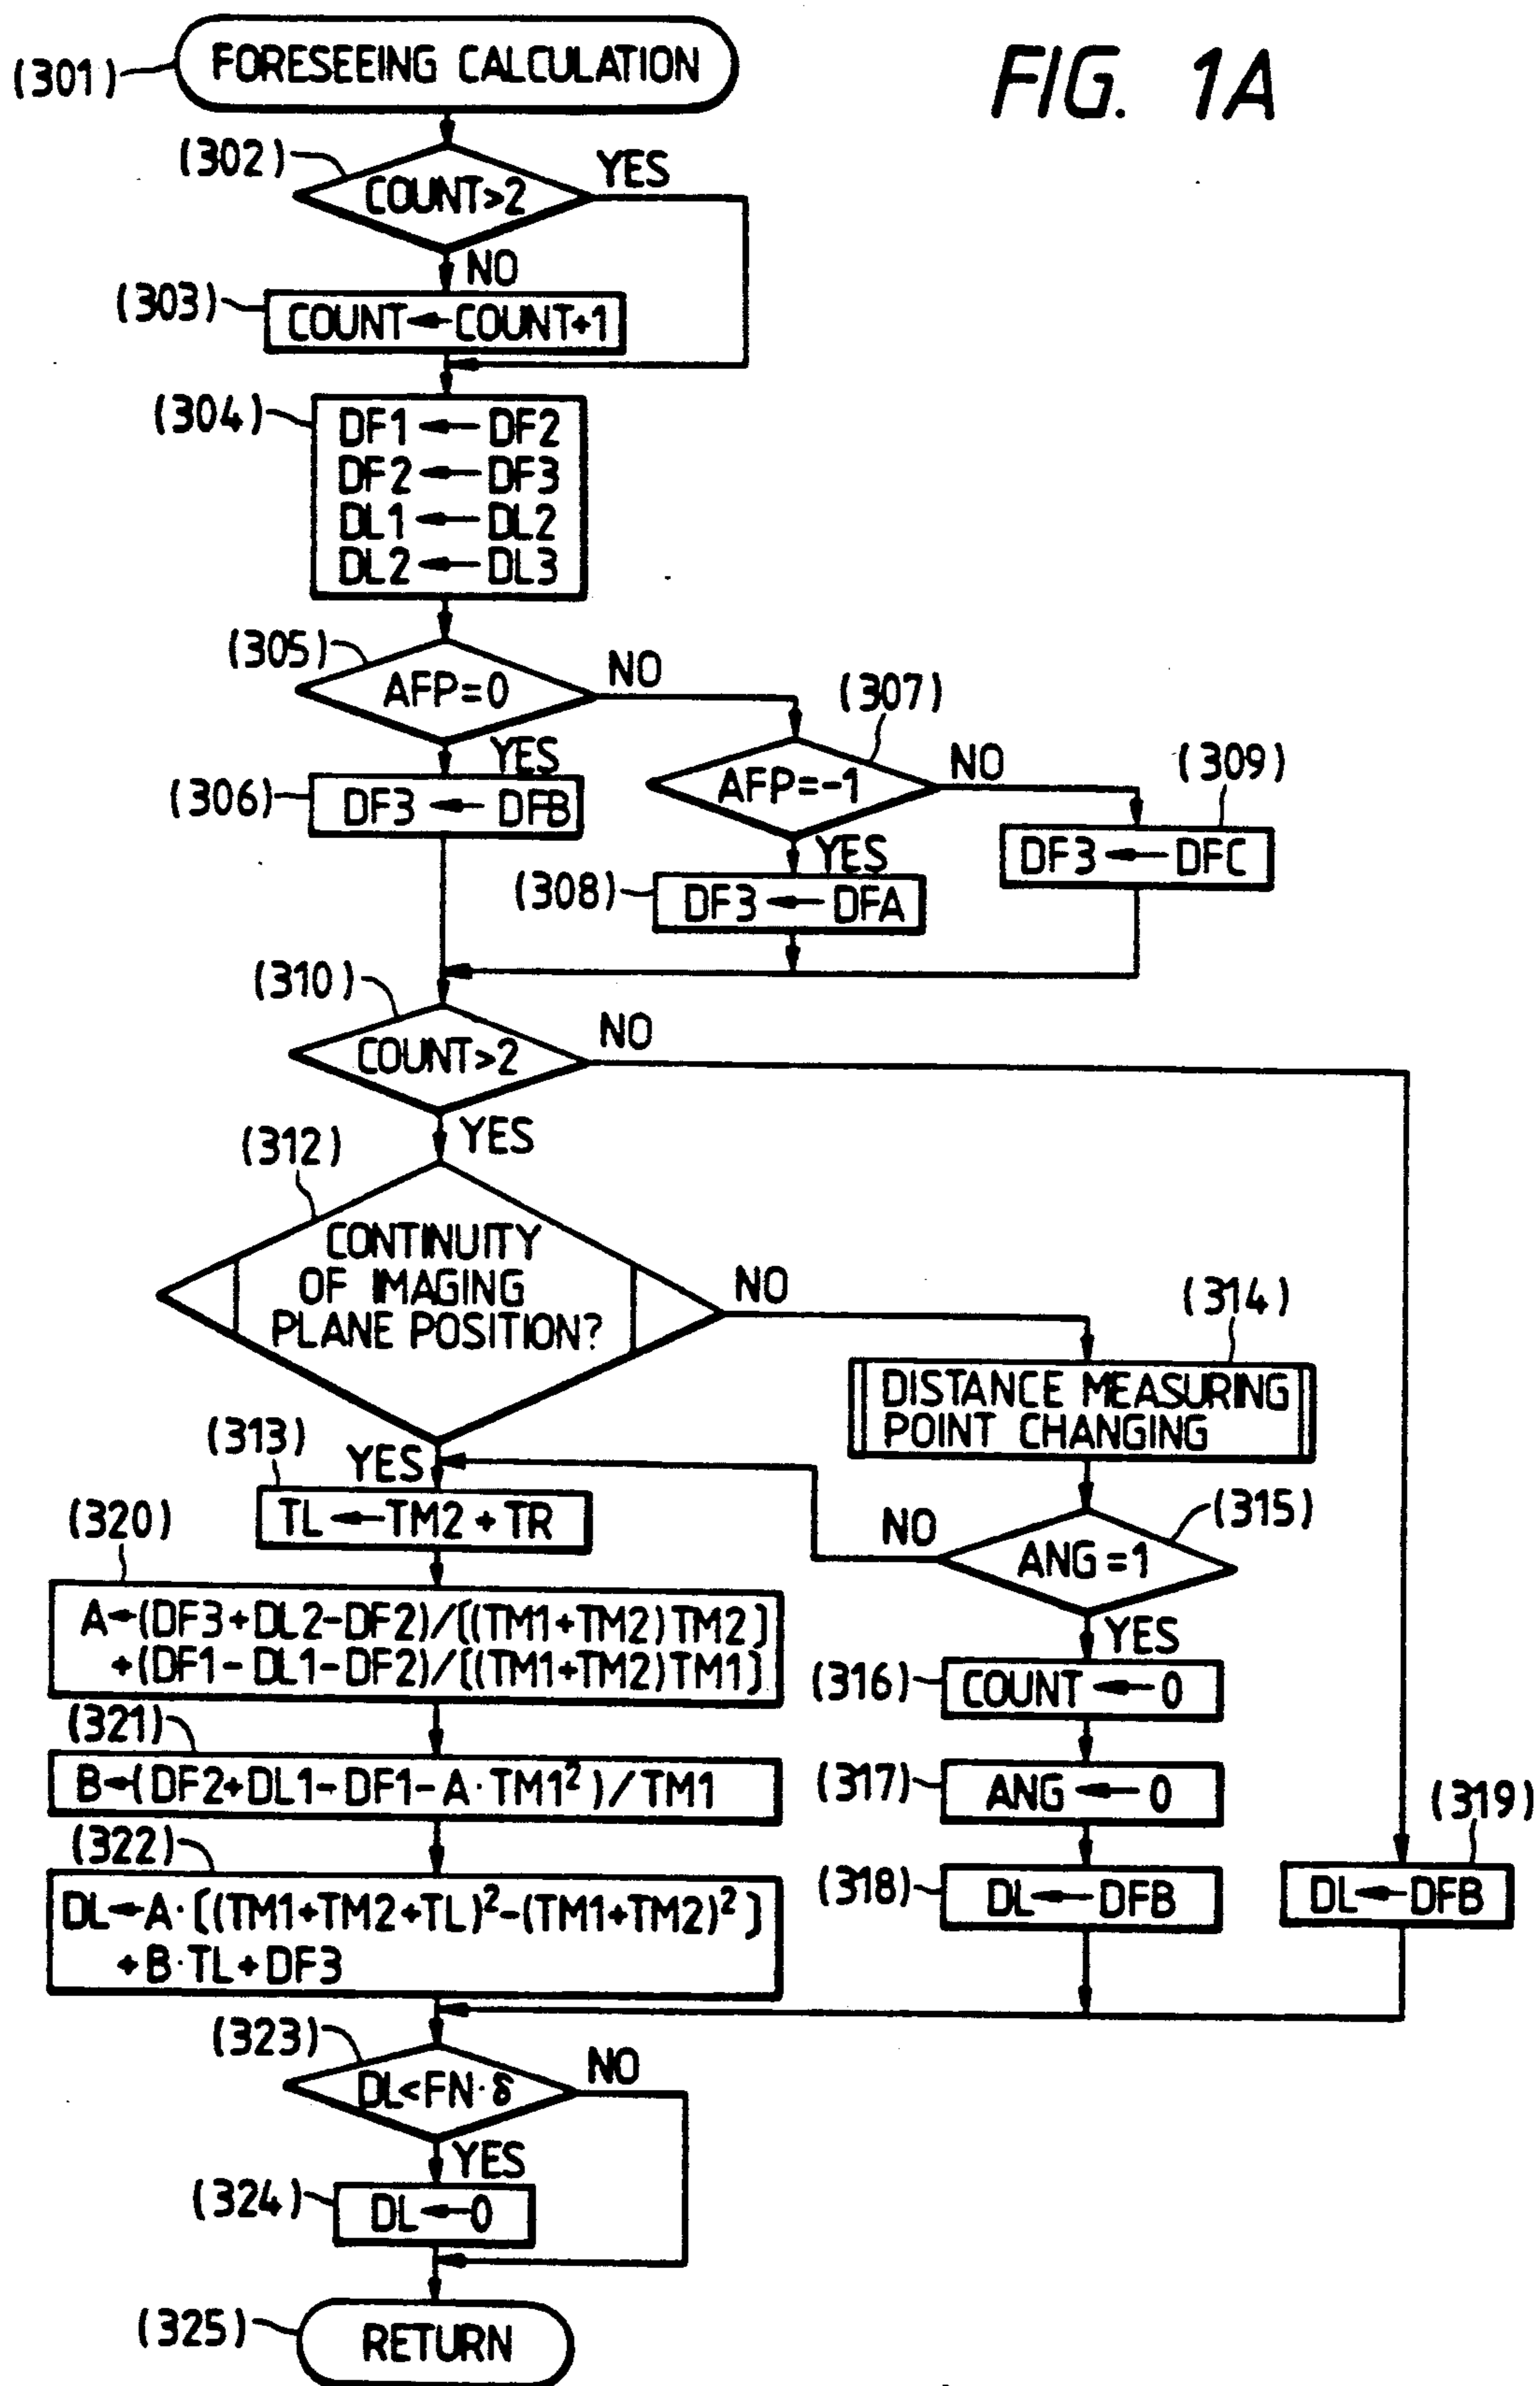 FIG. 1A
(301)
FORESEEING CALCULATION
(302)
COUNT>2
YES
NO
(303)
COUNT←COUNT+1
(304)
DF1 ← DF2
DF2 ← DF3
DL1 ← DL2
DL2 ← DL3
(305)
AFP=0
NO
YES
(306)
DF3 ← DFB
(307)
AFP=-1
NO
YES
(308)
DF3 ← DFA
(309)
DF3 ← DFC
(310)
COUNT>2
NO
YES
(312)
CONTINUITY
OF IMAGING
PLANE POSITION?
NO
YES
(314)
DISTANCE MEASURING
POINT CHANGING
(313)
TL←TM2+TR
(315)
ANG=1
NO
YES
(320)
A←(DF3+DL2-DF2)/[(TM1+TM2)TM2]
+(DF1-DL1-DF2)/[(TM1+TM2)TM1]
(316)
COUNT ← 0
(321)
B←(DF2+DL1-DF1-A·TM1²)/TM1
(317)
ANG ← 0
(322)
DL←A·[(TM1+TM2+TL)²-(TM1+TM2)²]
+B·TL+DF3
(318)
DL←DFB
(319)
DL←DFB
(323)
DL<FN·δ
NO
YES
(324)
DL←0
(325)
RETURN